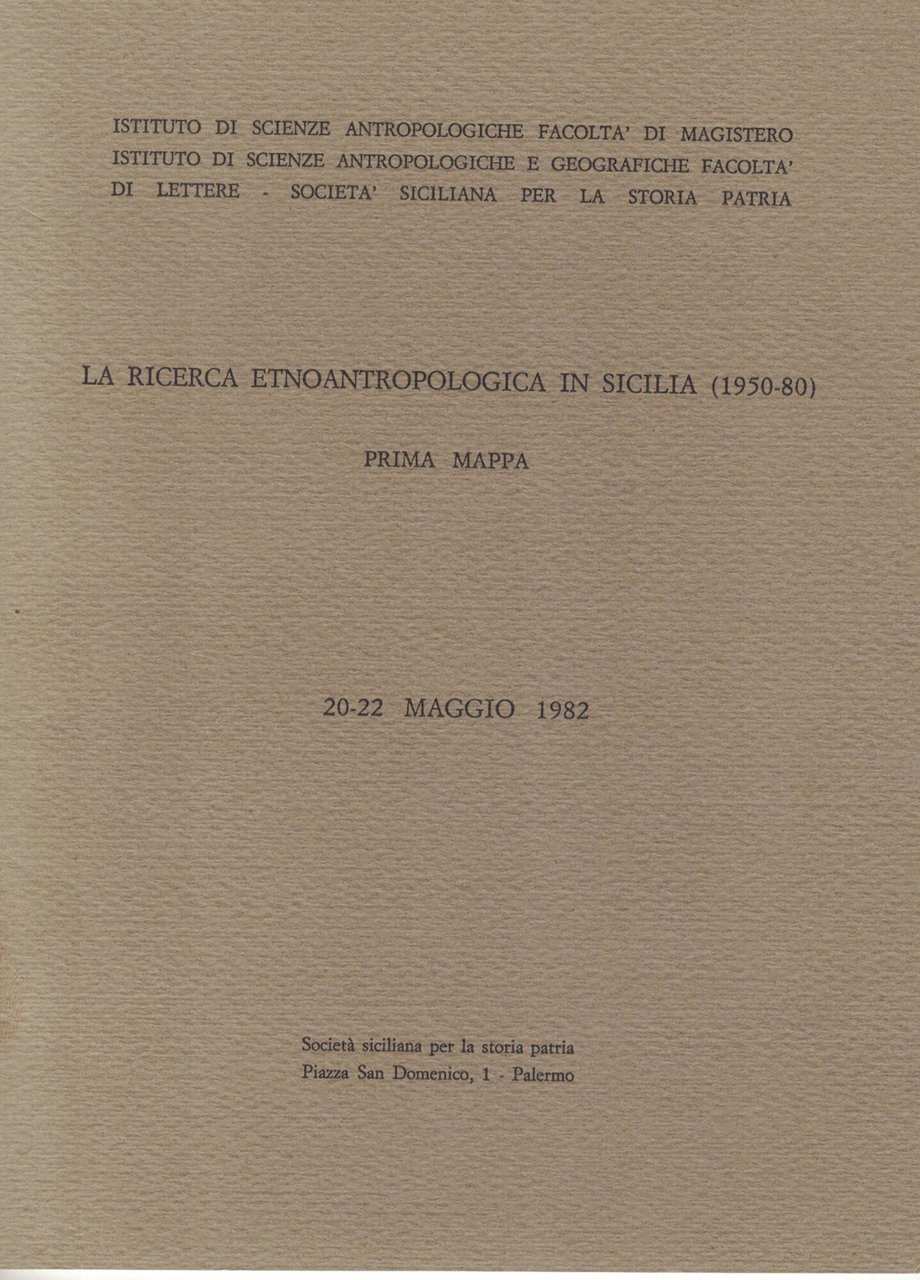 ISTITUTO DI SCIENZE ANTROPOLOGICHE FACOLTA' DI MAGISTERO
ISTITUTO DI SCIENZE ANTROPOLOGICHE E GEOGRAFICHE FACOLTA'
DI LETTERE - SOCIETA' SICILIANA PER LA STORIA PATRIA
LA RICERCA ETNOANTROPOLOGICA IN SICILIA (1950-80)
PRIMA MAPPA
20-22 MAGGIO 1982
Società siciliana per la storia patria
Piazza San Domenico, 1 - Palermo